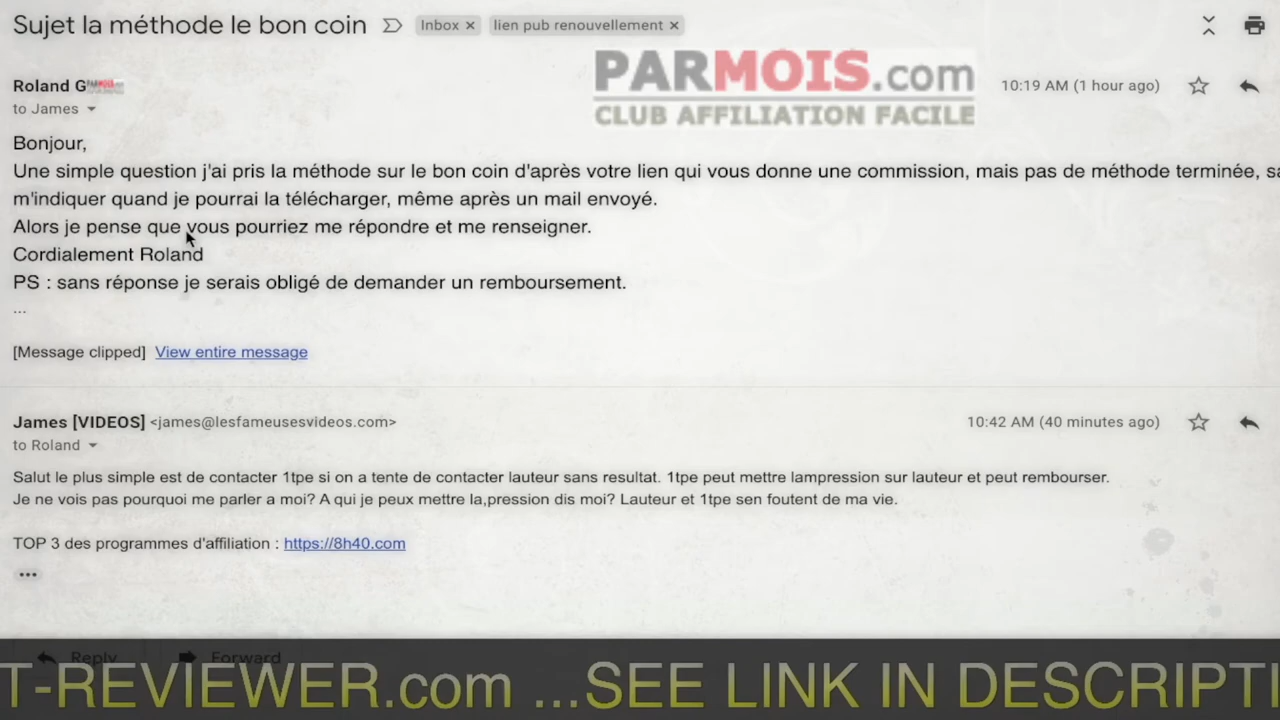 Sujet la méthode le bon coin
Inbox × lien pub renouvellement ×
PARMOIS.com
CLUB AFFILIATION FACILE
Roland G
10:19 AM (1 hour ago)
to James
Bonjour,
Une simple question j'ai pris la méthode sur le bon coin d'après votre lien qui vous donne une commission, mais pas de méthode terminée, sa
m'indiquer quand je pourrai la télécharger, même après un mail envoyé.
Alors je pense que vous pourriez me répondre et me renseigner.
Cordialement Roland
PS : sans réponse je serais obligé de demander un remboursement.
...
[Message clipped] View entire message
James [VIDEOS] <james@lesfameusesvideos.com>
10:42 AM (40 minutes ago)
to Roland
Salut le plus simple est de contacter 1tpe si on a tente de contacter lauteur sans resultat. 1tpe peut mettre lampression sur lauteur et peut rembourser.
Je ne vois pas pourquoi me parler a moi? A qui je peux mettre la,pression dis moi? Lauteur et 1tpe sen foutent de ma vie.
TOP 3 des programmes d'affiliation : https://8h40.com
Reply Forward
T-REVIEWER.com ...SEE LINK IN DESCRIPTI